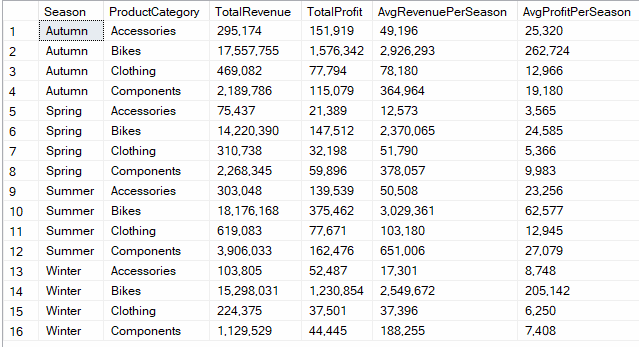 Season ProductCategory TotalRevenue TotalProfit AvgRevenuePerSeason AvgProfitPerSeason
1 Autumn Accessories 295,174 151,919 49,196 25,320
2 Autumn Bikes 17,557,755 1,576,342 2,926,293 262,724
3 Autumn Clothing 469,082 77,794 78,180 12,966
4 Autumn Components 2,189,786 115,079 364,964 19,180
5 Spring Accessories 75,437 21,389 12,573 3,565
6 Spring Bikes 14,220,390 147,512 2,370,065 24,585
7 Spring Clothing 310,738 32,198 51,790 5,366
8 Spring Components 2,268,345 59,896 378,057 9,983
9 Summer Accessories 303,048 139,539 50,508 23,256
10 Summer Bikes 18,176,168 375,462 3,029,361 62,577
11 Summer Clothing 619,083 77,671 103,180 12,945
12 Summer Components 3,906,033 162,476 651,006 27,079
13 Winter Accessories 103,805 52,487 17,301 8,748
14 Winter Bikes 15,298,031 1,230,854 2,549,672 205,142
15 Winter Clothing 224,375 37,501 37,396 6,250
16 Winter Components 1,129,529 44,445 188,255 7,408